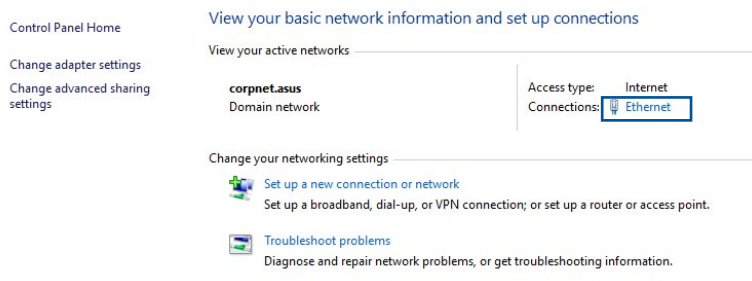 Control Panel Home
Change adapter settings
Change advanced sharing
settings
View your basic network information and set up connections
View your active networks
corpnet.asus
Domain network
Access type: Internet
Connections: Ethernet
Change your networking settings
Set up a new connection or network
Set up a broadband, dial-up, or VPN connection; or set up a router or access point.
Troubleshoot problems
Diagnose and repair network problems, or get troubleshooting information.